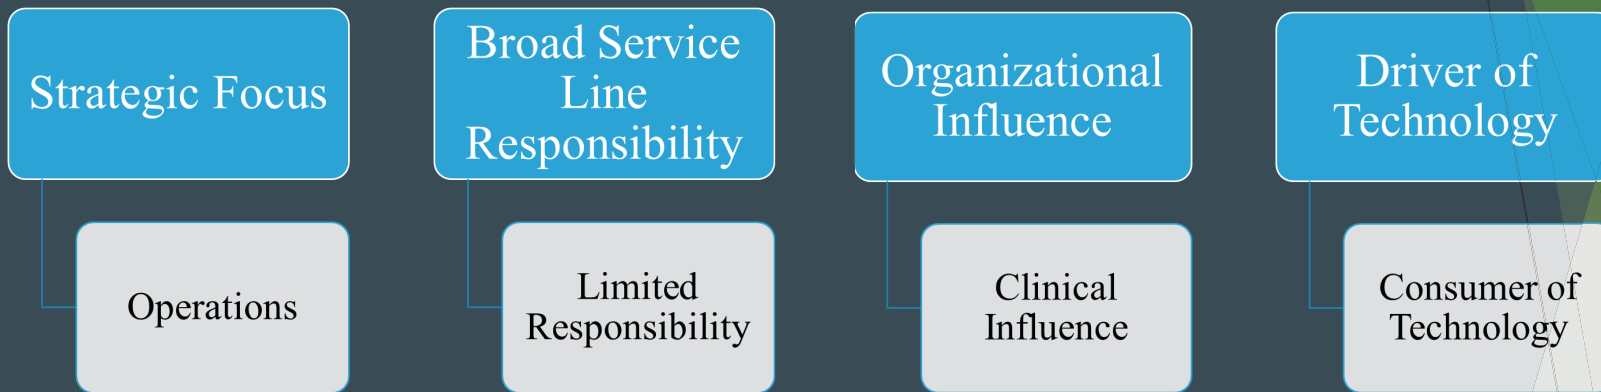 Strategic Focus
Operations
Broad Service
Line
Responsibility
Limited
Responsibility
Organizational
Influence
Clinical
Influence
Driver of
Technology
Consumer of
Technology